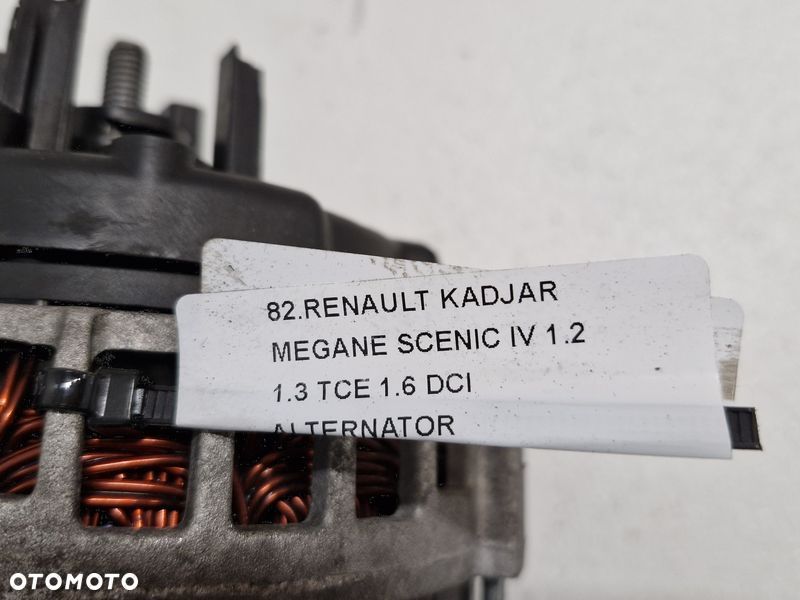 82.RENAULT KADJAR
MEGANE SCENIC IV 1.2
1.3 TCE 1.6 DCI
ALTERNATOR
OTOMOTO